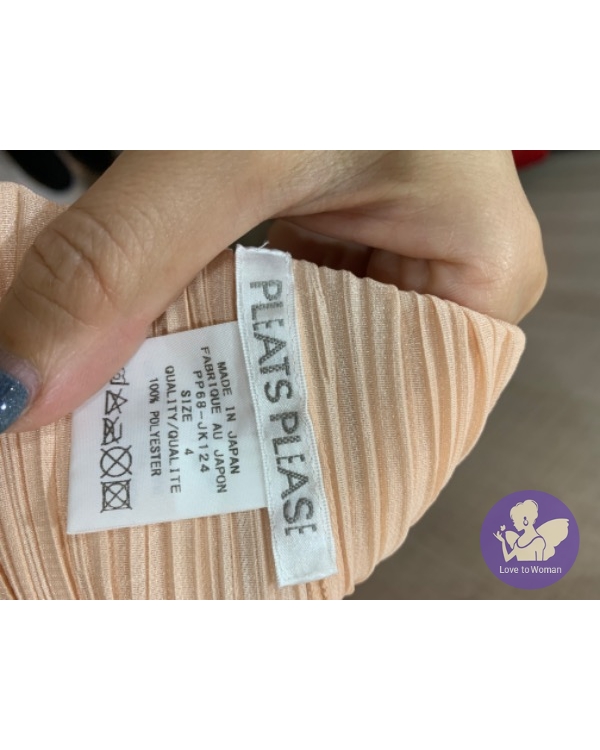 PLEATS PLEASE
MADE IN JAPAN
FABRIQUE AU JAPON
PP68-JK124
SIZE 4
QUALITY/QUALITE
100% POLYESTER
Love to Woman